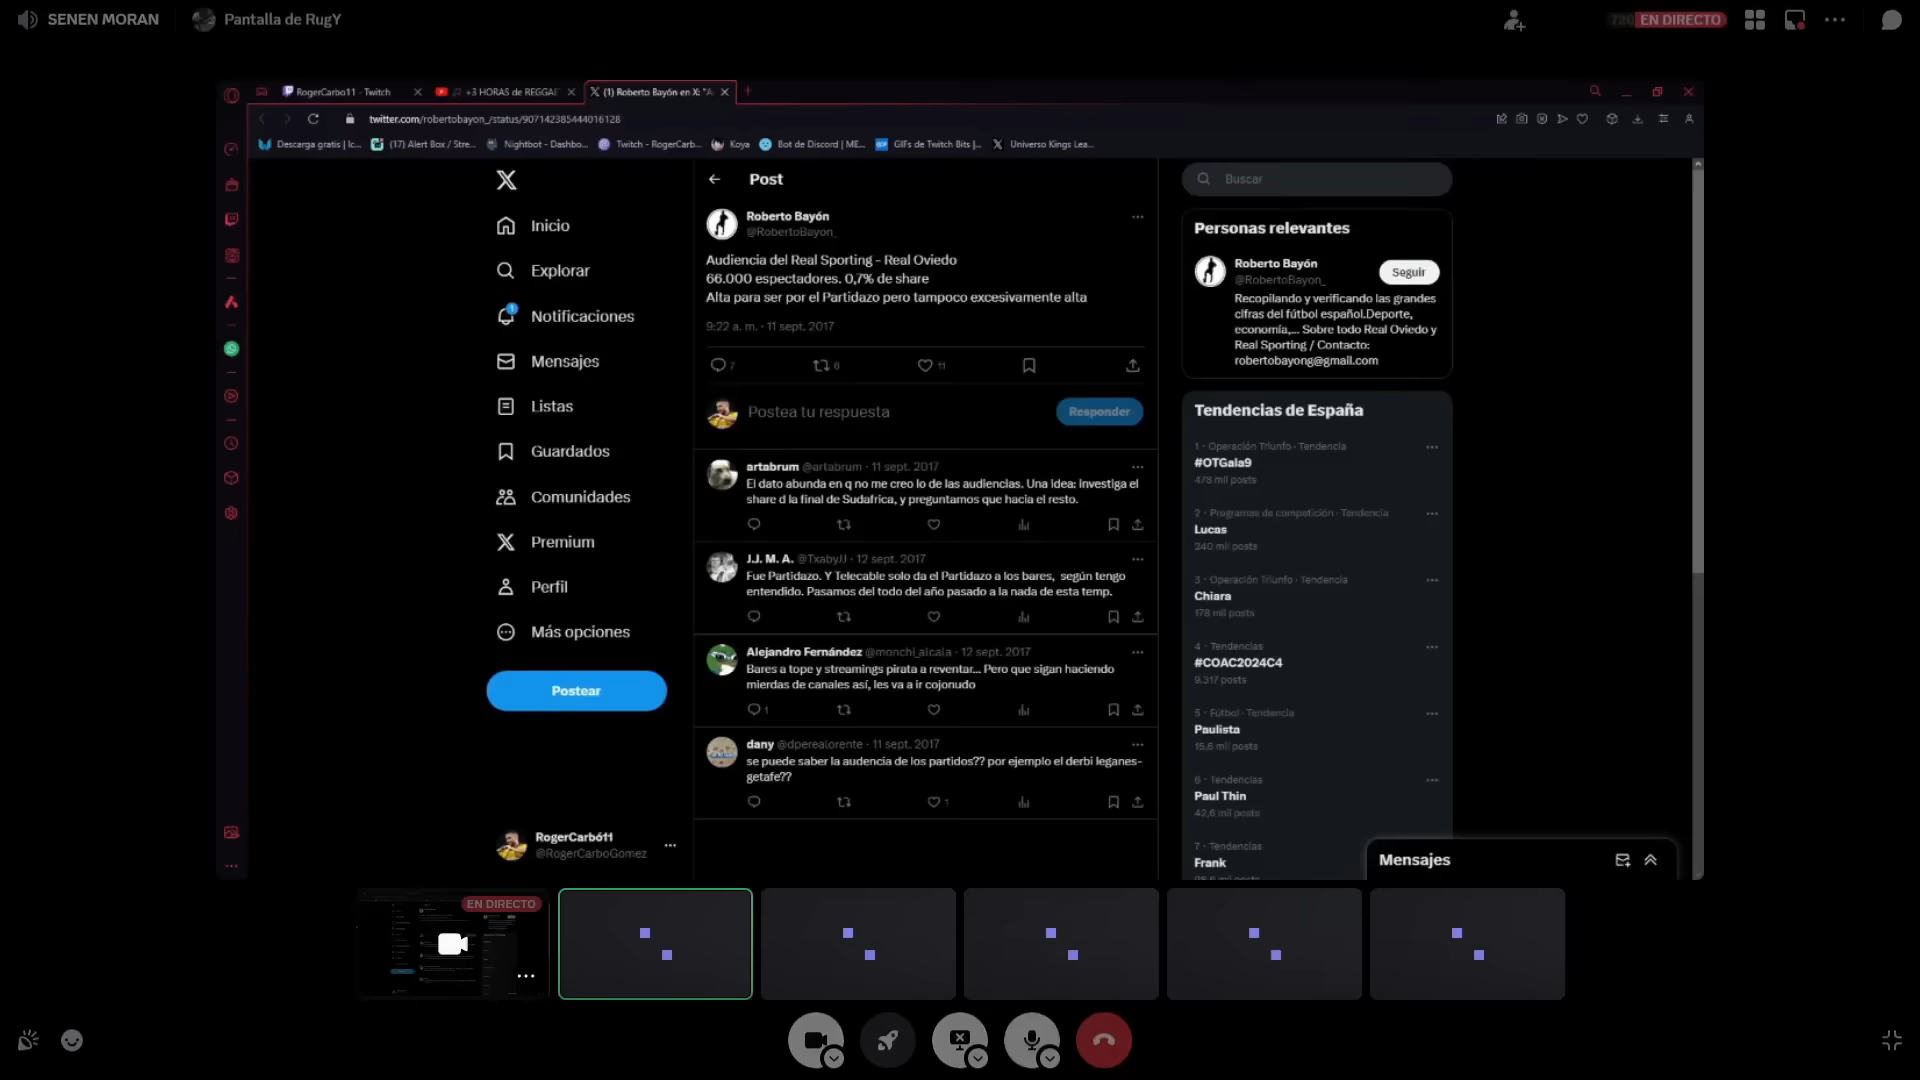 SENEN MORAN
Pantalla de RugY
720 EN DIRECTO
RogerCarbo11 - Twitch
+3 HORAS de REGGAE
(1) Roberto Bayón en X: "A
twitter.com/robertobayon_/status/907142385444016128
Descarga gratis | Ic...
(17) Alert Box / Stre...
Nightbot - Dashbo...
Twitch - RogerCarb...
Koya
Bot de Discord | ME...
GIFs de Twitch Bits |...
Universo Kings Lea...
Inicio
Explorar
1
Notificaciones
Mensajes
Listas
Guardados
Comunidades
Premium
Perfil
Más opciones
Postear
RogerCarbó11
@RogerCarboGomez
Post
Roberto Bayón
@RobertoBayon_
Audiencia del Real Sporting - Real Oviedo
66.000 espectadores. 0,7% de share
Alta para ser por el Partidazo pero tampoco excesivamente alta
9:22 a. m. · 11 sept. 2017
7 6 11
Postea tu respuesta
Responder
artabrum @artabrum · 11 sept. 2017
El dato abunda en q no me creo lo de las audiencias. Una idea: investiga el
share d la final de Sudafrica, y preguntamos que hacia el resto.
J.J. M. A. @TxabyJJ · 12 sept. 2017
Fue Partidazo. Y Telecable solo da el Partidazo a los bares, según tengo
entendido. Pasamos del todo del año pasado a la nada de esta temp.
Alejandro Fernández @monchi_alcala · 12 sept. 2017
Bares a tope y streamings pirata a reventar... Pero que sigan haciendo
mierdas de canales así, les va a ir cojonudo
1
dany @dperealorente · 11 sept. 2017
se puede saber la audencia de los partidos?? por ejemplo el derbi leganes-
getafe??
1
Buscar
Personas relevantes
Roberto Bayón
@RobertoBayon_
Seguir
Recopilando y verificando las grandes
cifras del fútbol español.Deporte,
economía,... Sobre todo Real Oviedo y
Real Sporting / Contacto:
robertobayong@gmail.com
Tendencias de España
1 · Operación Triunfo · Tendencia
#OTGala9
478 mil posts
2 · Programas de competición · Tendencia
Lucas
240 mil posts
3 · Operación Triunfo · Tendencia
Chiara
178 mil posts
4 · Tendencias
#COAC2024C4
9.317 posts
5 · Fútbol · Tendencia
Paulista
15,6 mil posts
6 · Tendencias
Paul Thin
42,6 mil posts
7 · Tendencias
Frank
Mensajes
EN DIRECTO